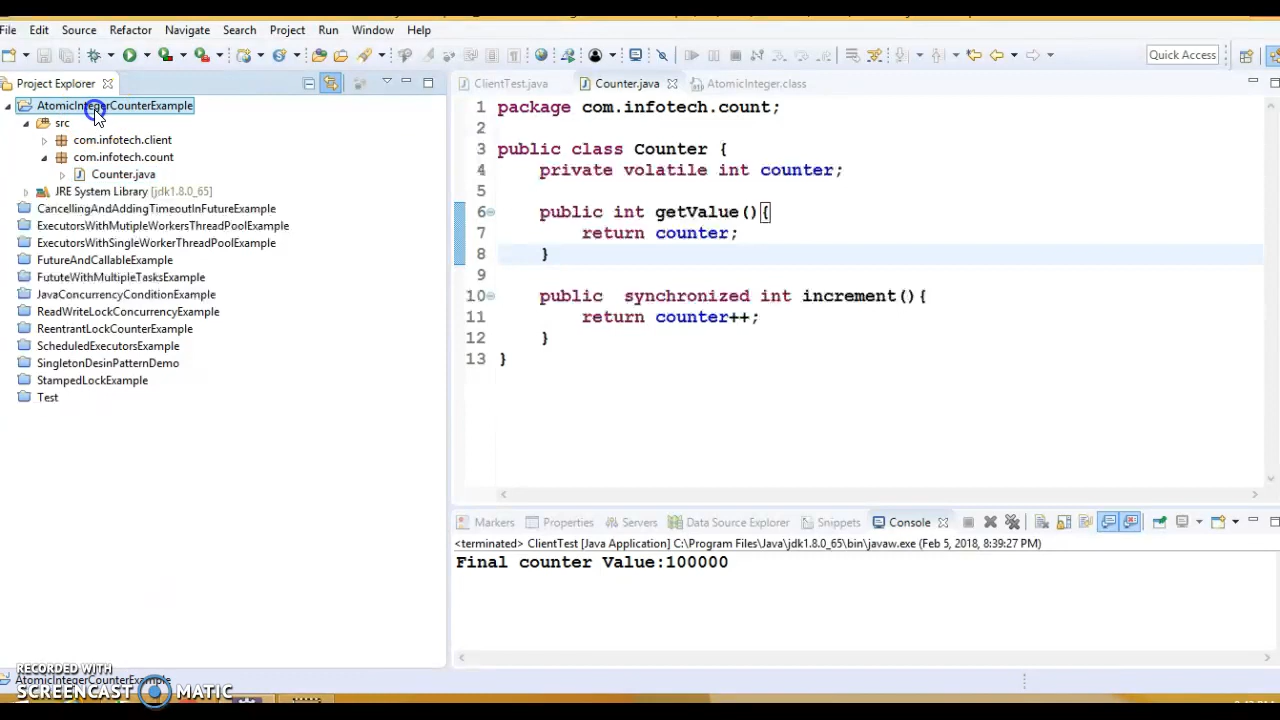 File Edit Source Refactor Navigate Search Project Run Window Help
Quick Access
Project Explorer
ClientTest.java Counter.java AtomicInteger.class
AtomicIntegerCounterExample
src
com.infotech.client
com.infotech.count
Counter.java
JRE System Library [jdk1.8.0_65]
CancellingAndAddingTimeoutInFutureExample
ExecutorsWithMutipleWorkersThreadPoolExample
ExecutorsWithSingleWorkerThreadPoolExample
FutureAndCallableExample
FututeWithMultipleTasksExample
JavaConcurrencyConditionExample
ReadWriteLockConcurrencyExample
ReentrantLockCounterExample
ScheduledExecutorsExample
SingletonDesinPatternDemo
StampedLockExample
Test
1 package com.infotech.count;
2
3 public class Counter {
4 private volatile int counter;
5
6 public int getValue(){
7 return counter;
8 }
9
10 public  synchronized int increment(){
11 return counter++;
12 }
13 }
Markers Properties Servers Data Source Explorer Snippets Console
<terminated> ClientTest [Java Application] C:\Program Files\Java\jdk1.8.0_65\bin\javaw.exe (Feb 5, 2018, 8:39:27 PM)
Final counter Value:100000
AtomicIntegerCounterExample
RECORDED WITH
SCREENCAST MATIC